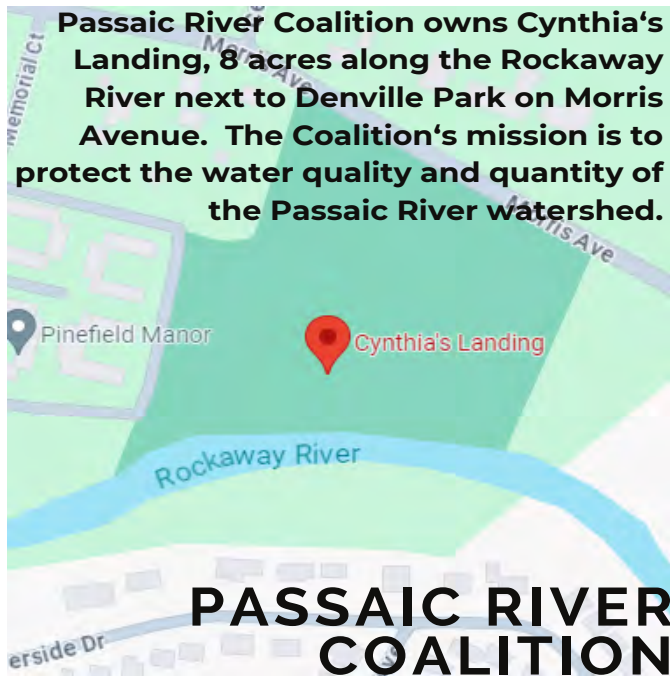 Passaic River Coalition owns Cynthia‘s
Landing, 8 acres along the Rockaway
River next to Denville Park on Morris
Avenue.  The Coalition‘s mission is to
protect the water quality and quantity of
the Passaic River watershed.
Memorial Ct
Morris Ave
Morris Ave
Pinefield Manor
Cynthia's Landing
Rockaway River
PASSAIC RIVER
COALITION
erside Dr